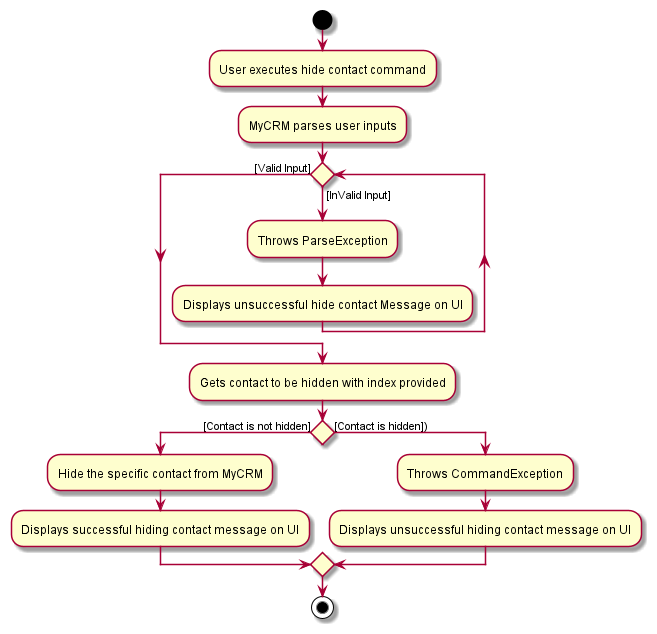 User executes hide contact command
MyCRM parses user inputs
[Valid Input]
[InValid Input]
Throws ParseException
Displays unsuccessful hide contact Message on UI
Gets contact to be hidden with index provided
[Contact is not hidden]
[Contact is hidden])
Hide the specific contact from MyCRM
Throws CommandException
Displays successful hiding contact message on UI
Displays unsuccessful hiding contact message on UI